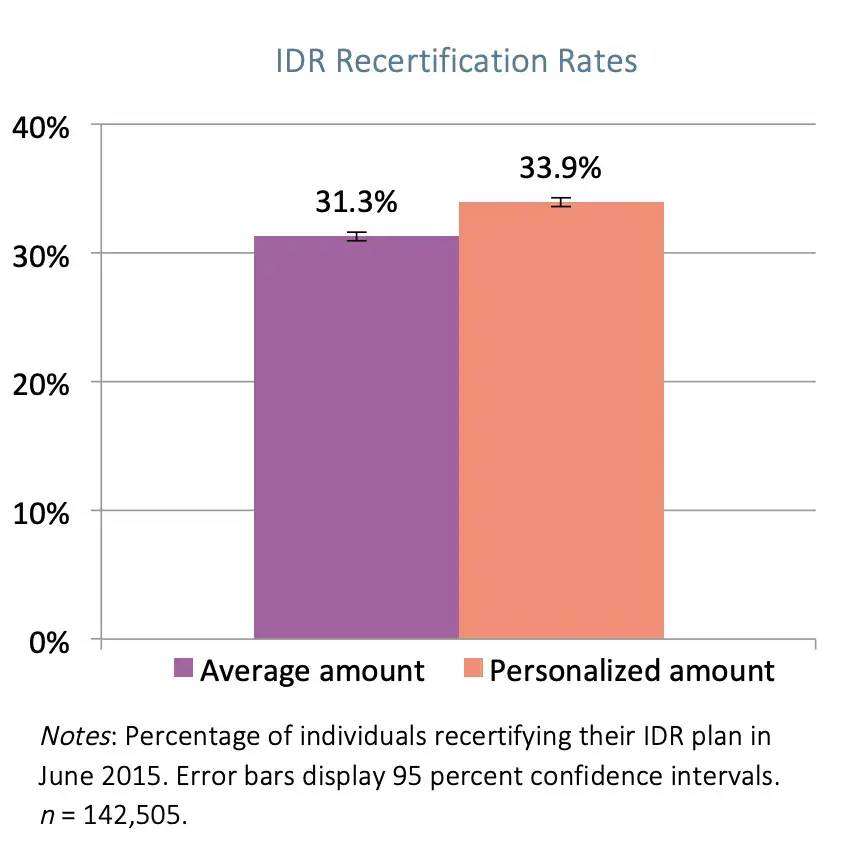 IDR Recertification Rates
40%
33.9%
31.3%
30%
20%
10%
0%
Average amount Personalized amount
Notes: Percentage of individuals recertifying their IDR plan in
June 2015. Error bars display 95 percent confidence intervals.
n = 142,505.